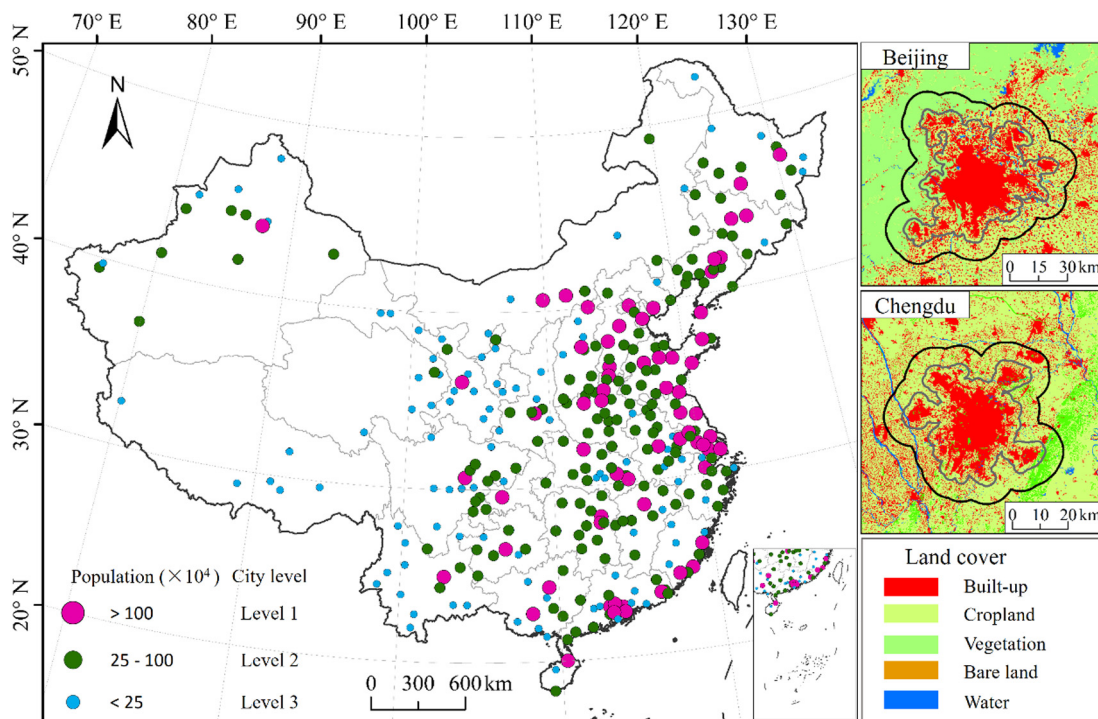 70° E 80° E 90° E 100° E 110° E 120° E 130° E
50° N
40° N
30° N
20° N
N
Population (×10⁴) City level
> 100 Level 1
25 - 100 Level 2
< 25 Level 3
0 300 600 km
Beijing
0 15 30 km
Chengdu
0 10 20 km
Land cover
Built-up
Cropland
Vegetation
Bare land
Water